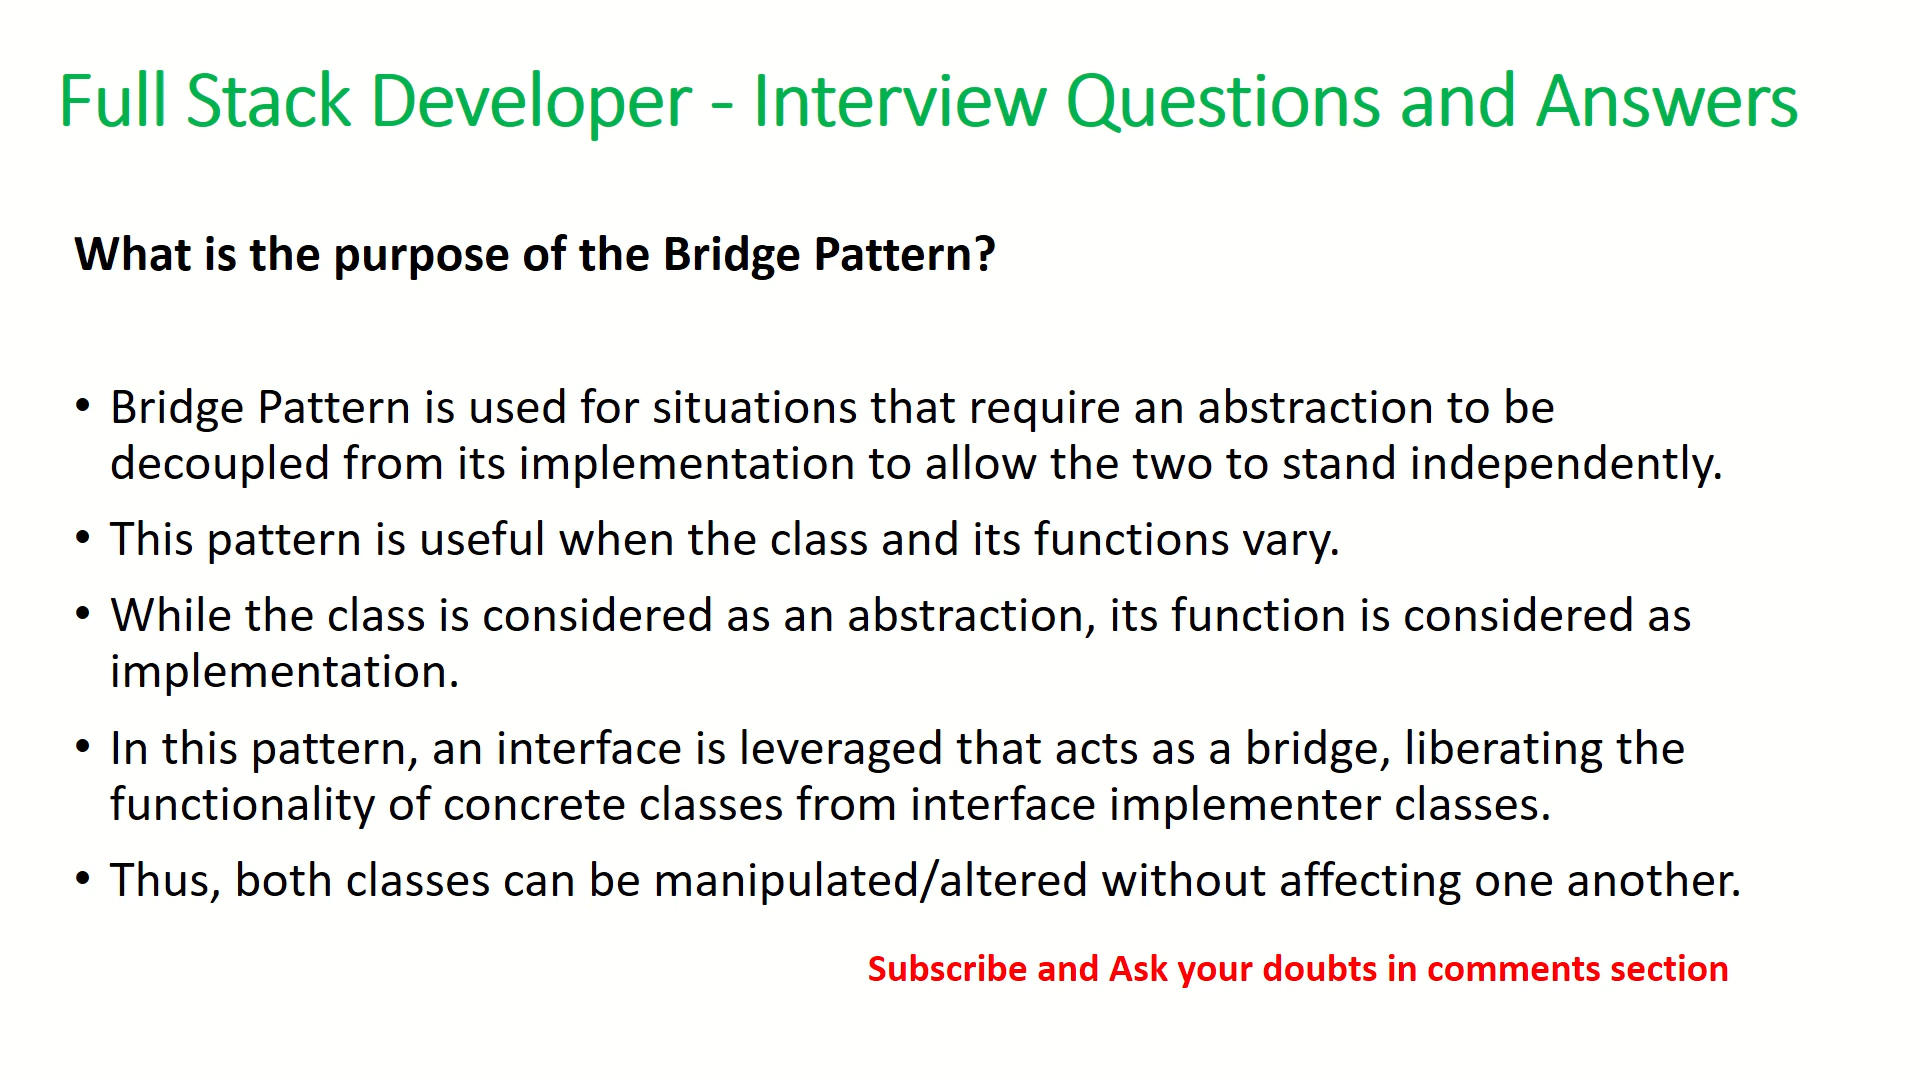 Full Stack Developer - Interview Questions and Answers
What is the purpose of the Bridge Pattern?
• Bridge Pattern is used for situations that require an abstraction to be
decoupled from its implementation to allow the two to stand independently.
• This pattern is useful when the class and its functions vary.
• While the class is considered as an abstraction, its function is considered as
implementation.
• In this pattern, an interface is leveraged that acts as a bridge, liberating the
functionality of concrete classes from interface implementer classes.
• Thus, both classes can be manipulated/altered without affecting one another.
Subscribe and Ask your doubts in comments section